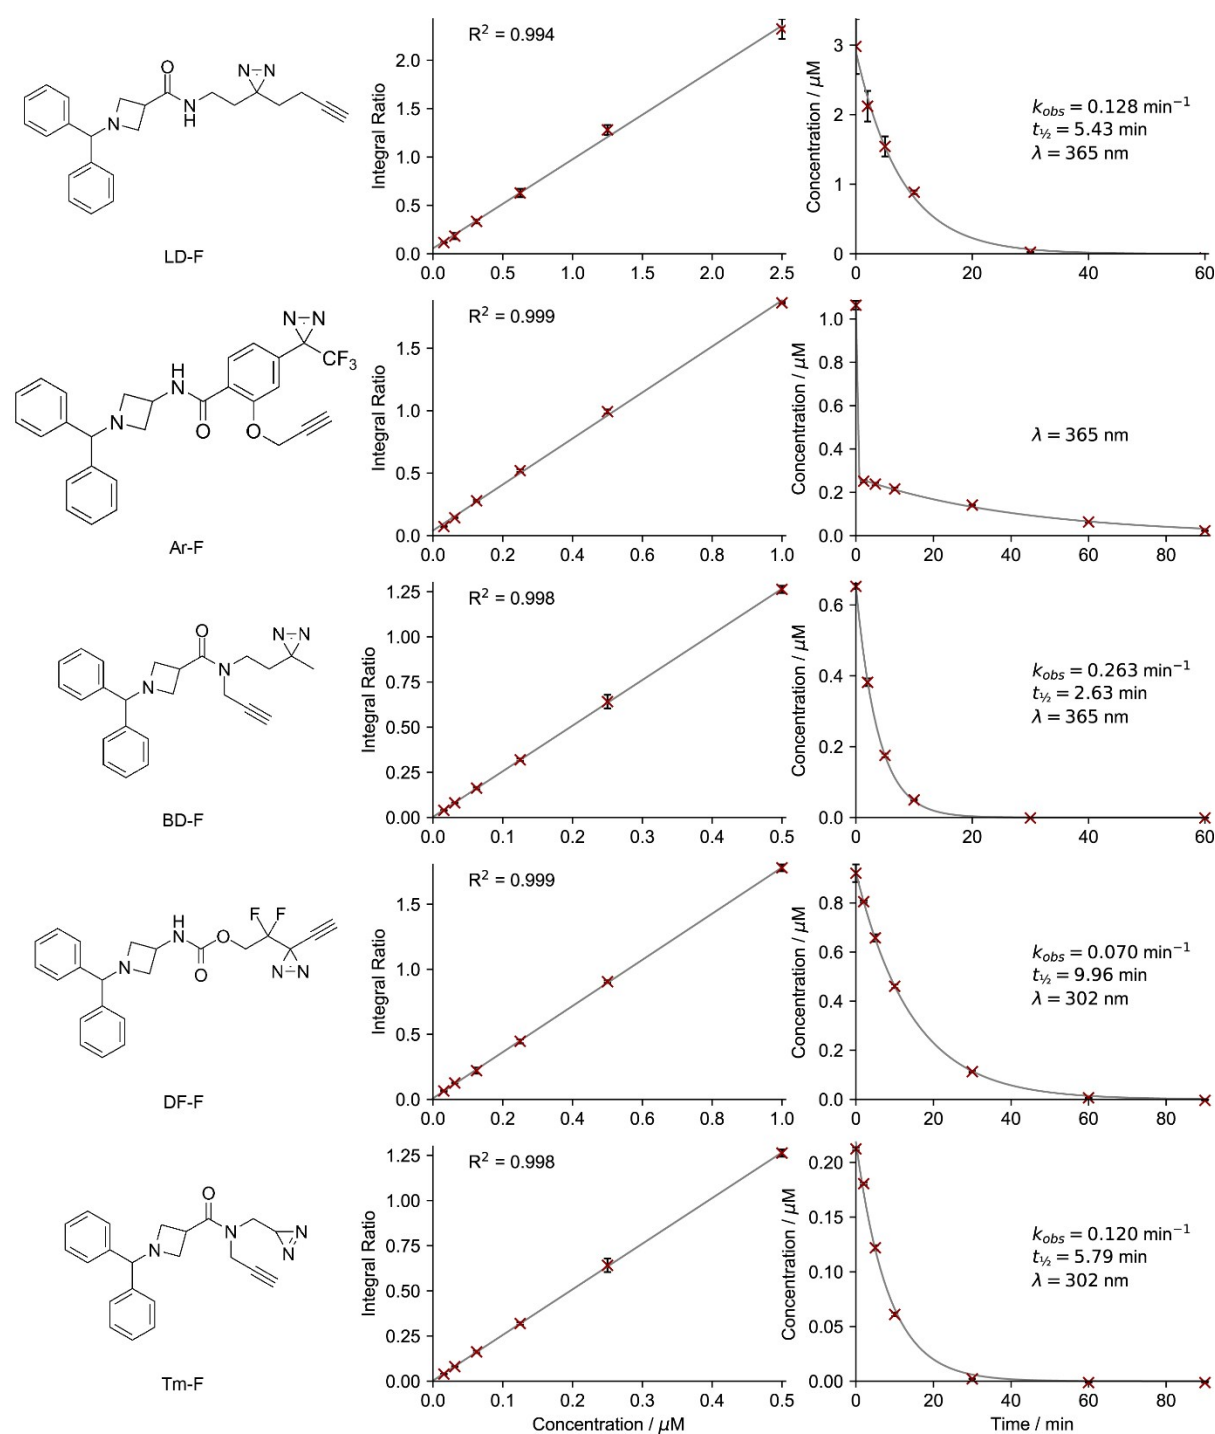 R² = 0.994
Integral Ratio
2.0
1.5
1.0
0.5
0.0
0.0 0.5 1.0 1.5 2.0 2.5
Concentration / μM
3
2
1
0
0 20 40 60
k_obs = 0.128 min⁻¹
t_½ = 5.43 min
λ = 365 nm
O
N
N
H
N N
LD-F
R² = 0.999
Integral Ratio
1.5
1.0
0.5
0.0
0.0 0.2 0.4 0.6 0.8 1.0
Concentration / μM
1.0
0.8
0.6
0.4
0.2
0.0
0 20 40 60 80
λ = 365 nm
N N
CF₃
H
N
N
O
O
Ar-F
R² = 0.998
Integral Ratio
1.25
1.00
0.75
0.50
0.25
0.00
0.0 0.1 0.2 0.3 0.4 0.5
Concentration / μM
0.6
0.4
0.2
0.0
0 20 40 60
k_obs = 0.263 min⁻¹
t_½ = 2.63 min
λ = 365 nm
O
N N
N
N
BD-F
R² = 0.999
Integral Ratio
1.5
1.0
0.5
0.0
0.0 0.2 0.4 0.6 0.8 1.0
Concentration / μM
0.8
0.6
0.4
0.2
0.0
0 20 40 60 80
k_obs = 0.070 min⁻¹
t_½ = 9.96 min
λ = 302 nm
H
N
O
F F
O
N
N N
DF-F
R² = 0.998
Integral Ratio
1.25
1.00
0.75
0.50
0.25
0.00
0.0 0.1 0.2 0.3 0.4 0.5
Concentration / μM
Concentration / μM
0.20
0.15
0.10
0.05
0.00
0 20 40 60 80
Time / min
k_obs = 0.120 min⁻¹
t_½ = 5.79 min
λ = 302 nm
O
N
N
N
N
Tm-F